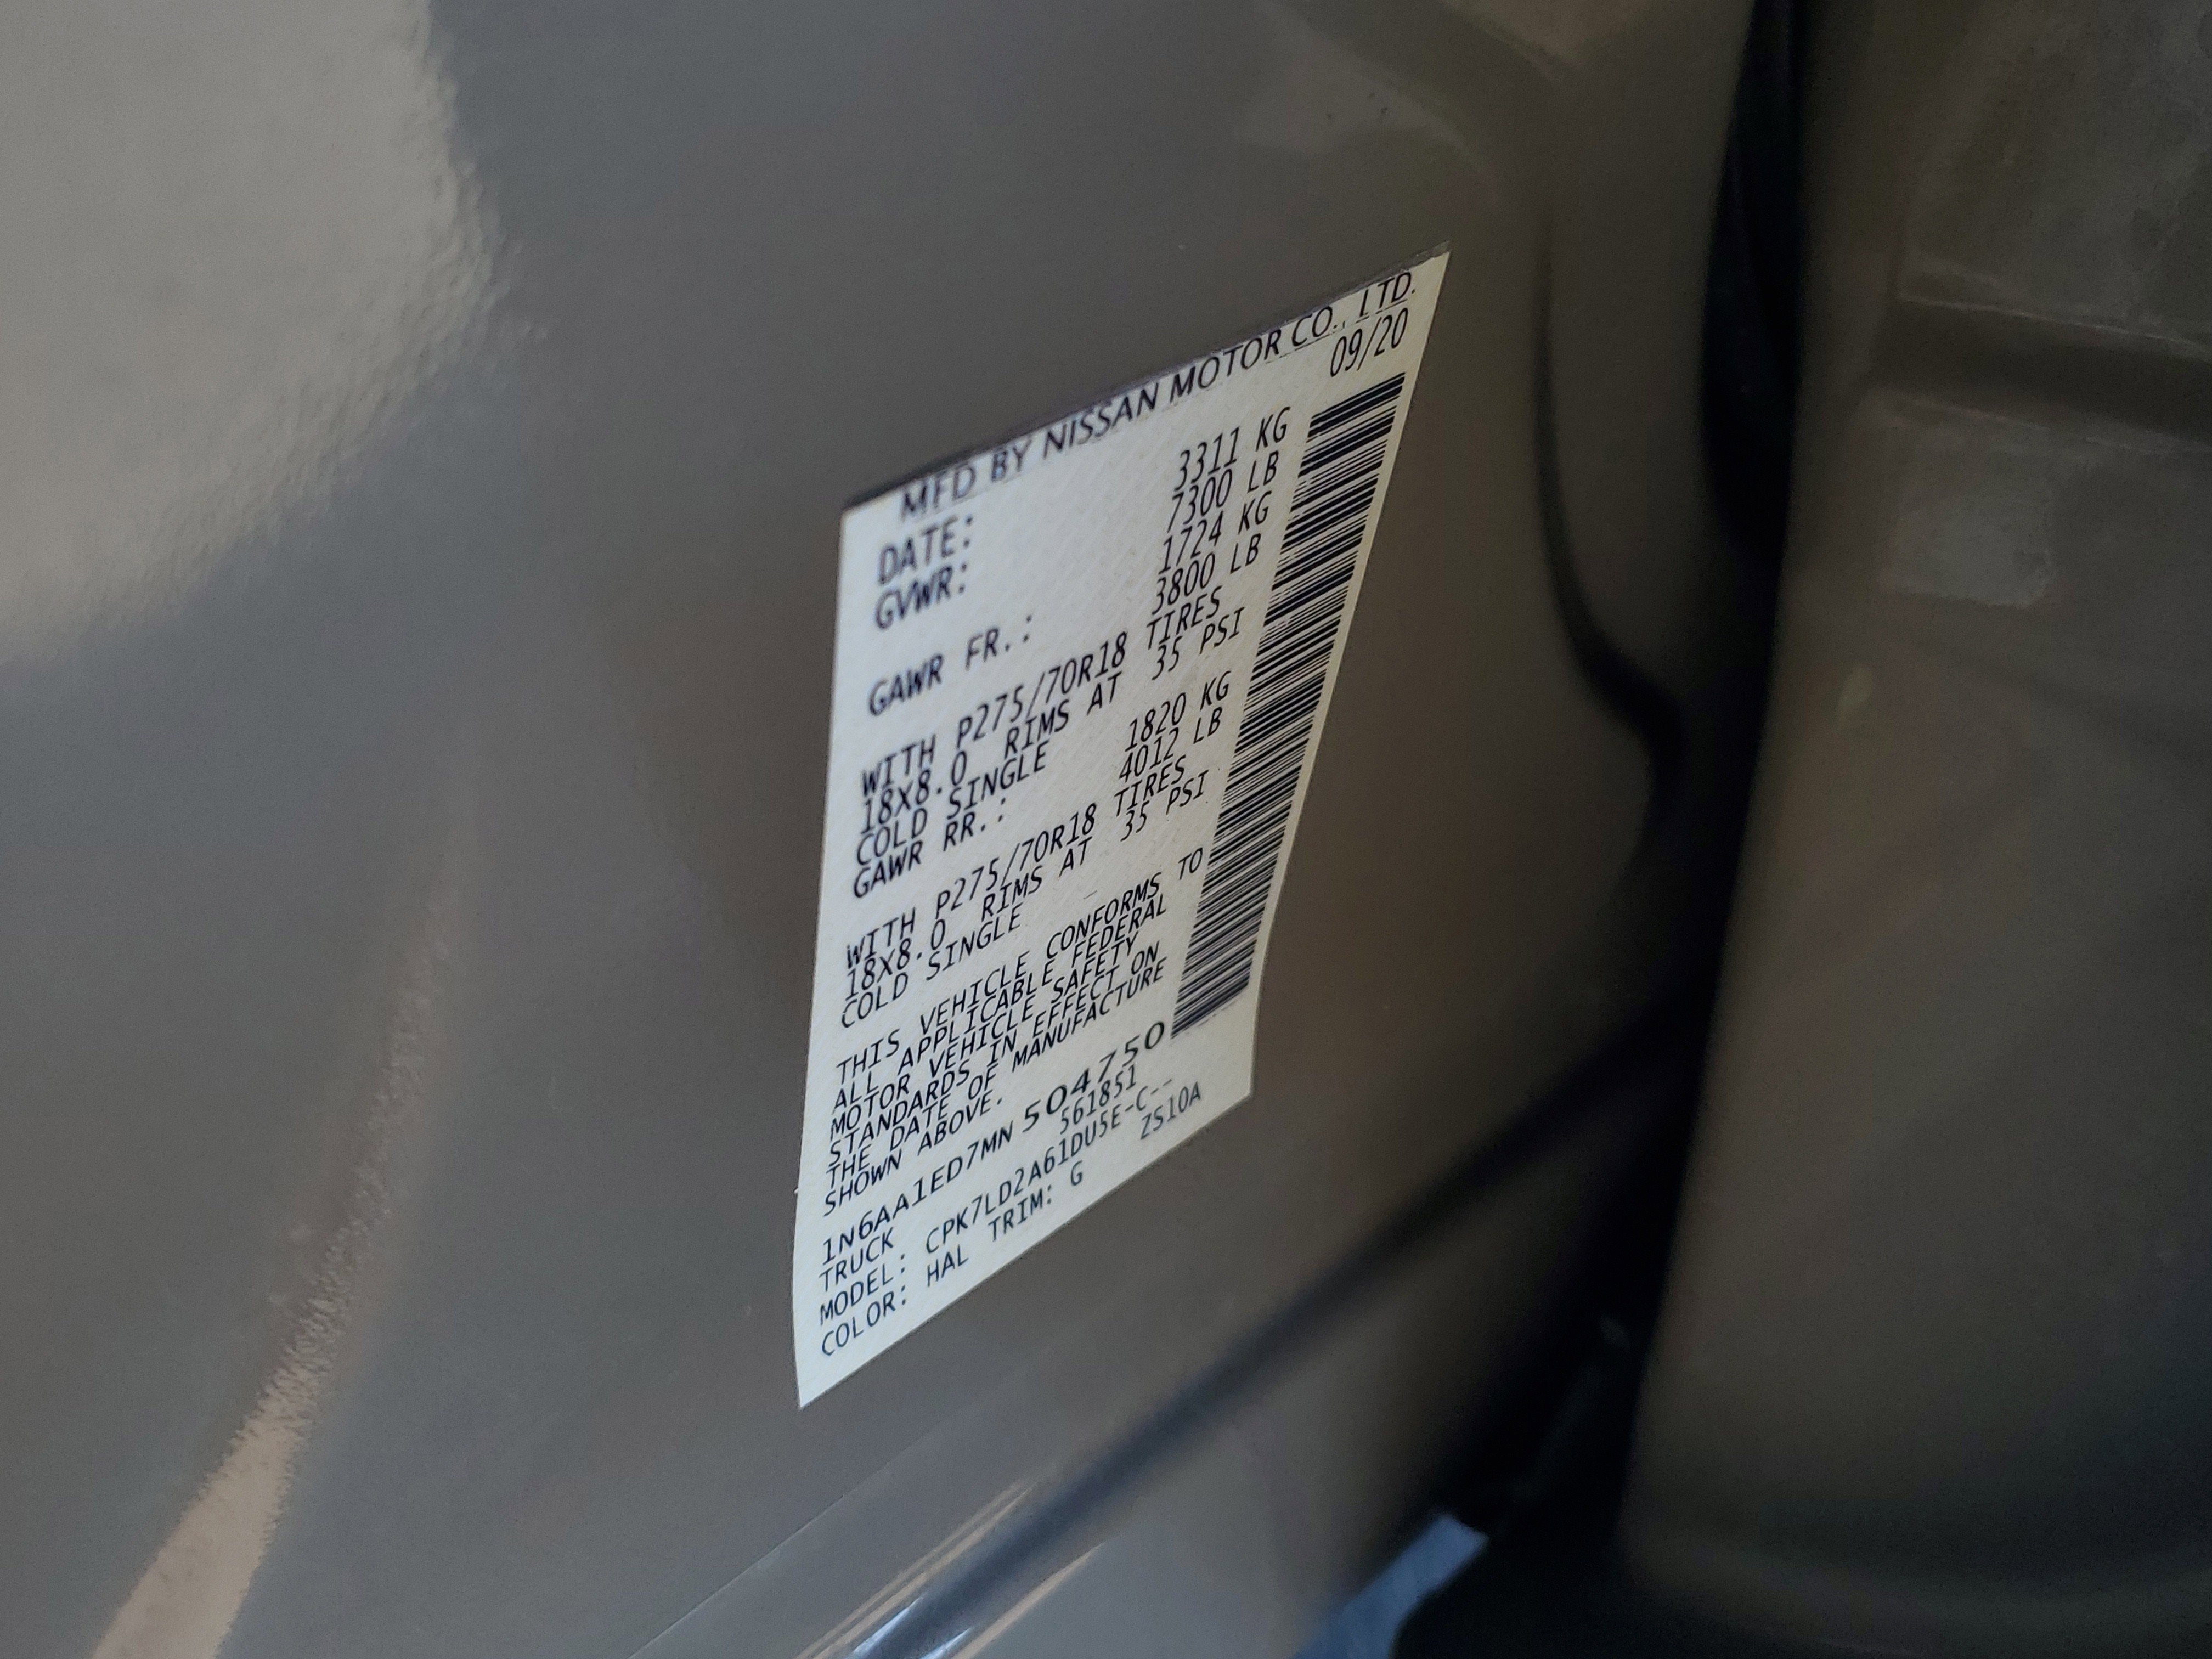 MFD BY NISSAN MOTOR CO., LTD.
DATE: 09/20
GVWR: 3311 KG
7300 LB
GAWR FR.: 1724 KG
3800 LB
WITH P275/70R18 TIRES
18X8.0 RIMS AT
COLD SINGLE 35 PSI
GAWR RR.: 1820 KG
4012 LB
WITH P275/70R18 TIRES
18X8.0 RIMS AT
COLD SINGLE 35 PSI
THIS VEHICLE CONFORMS TO
ALL APPLICABLE FEDERAL
MOTOR VEHICLE SAFETY
STANDARDS IN EFFECT ON
THE DATE OF MANUFACTURE
SHOWN ABOVE.
1N6AA1ED7MN504750
TRUCK 561851
MODEL: CPK7LD2A61DU5E-C--
COLOR: HAL TRIM: G ZS10A